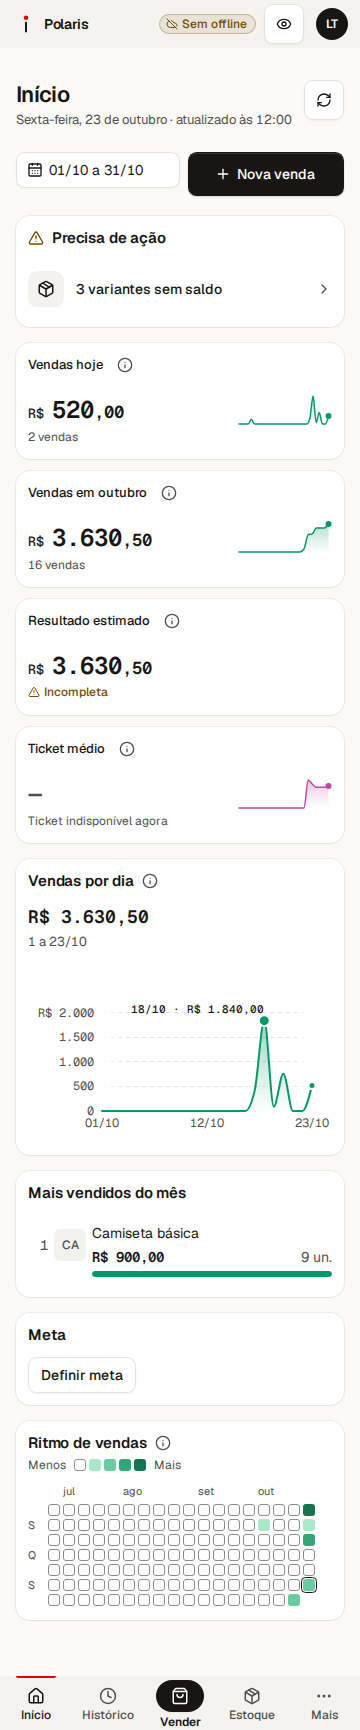 Polaris
Sem offline
LT
Início
Sexta-feira, 23 de outubro · atualizado às 12:00
01/10 a 31/10
Nova venda
Precisa de ação
3 variantes sem saldo
Vendas hoje
R$ 520,00
2 vendas
Vendas em outubro
R$ 3.630,50
16 vendas
Resultado estimado
R$ 3.630,50
Incompleta
Ticket médio
—
Ticket indisponível agora
Vendas por dia
R$ 3.630,50
1 a 23/10
18/10 · R$ 1.840,00
R$ 2.000
1.500
1.000
500
0
01/10 12/10 23/10
Mais vendidos do mês
1 CA Camiseta básica
R$ 900,00 9 un.
Meta
Definir meta
Ritmo de vendas
Menos Mais
jul ago set out
S
Q
S
Início Histórico Vender Estoque Mais